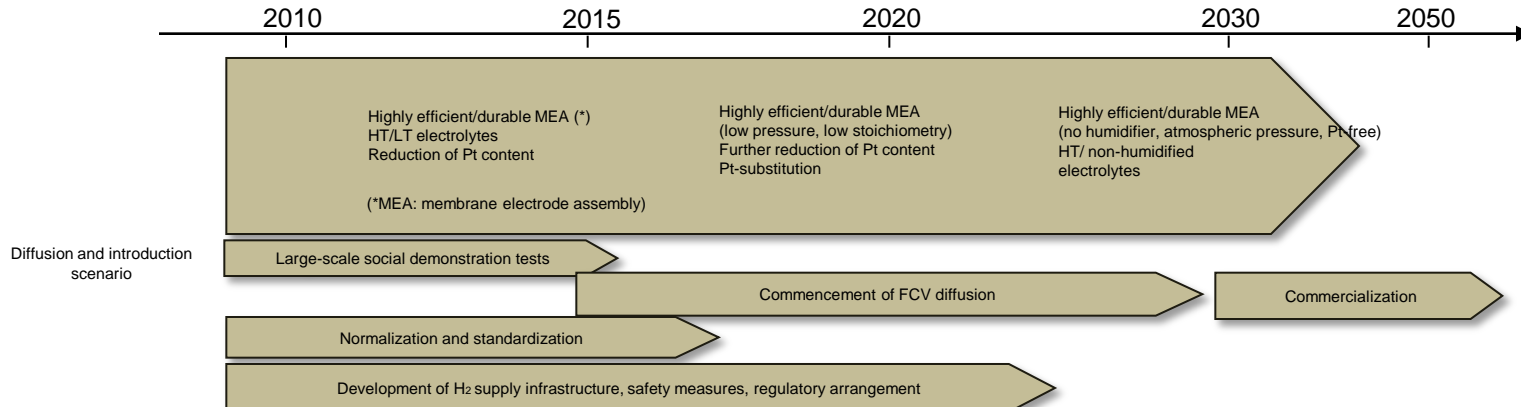 2010 2015 2020 2030 2050
Highly efficient/durable MEA (*)
HT/LT electrolytes
Reduction of Pt content
(*MEA: membrane electrode assembly)
Highly efficient/durable MEA
(low pressure, low stoichiometry)
Further reduction of Pt content
Pt-substitution
Highly efficient/durable MEA
(no humidifier, atmospheric pressure, Pt-free)
HT/ non-humidified
electrolytes
Diffusion and introduction
scenario
Large-scale social demonstration tests
Commencement of FCV diffusion
Commercialization
Normalization and standardization
Development of H2 supply infrastructure, safety measures, regulatory arrangement